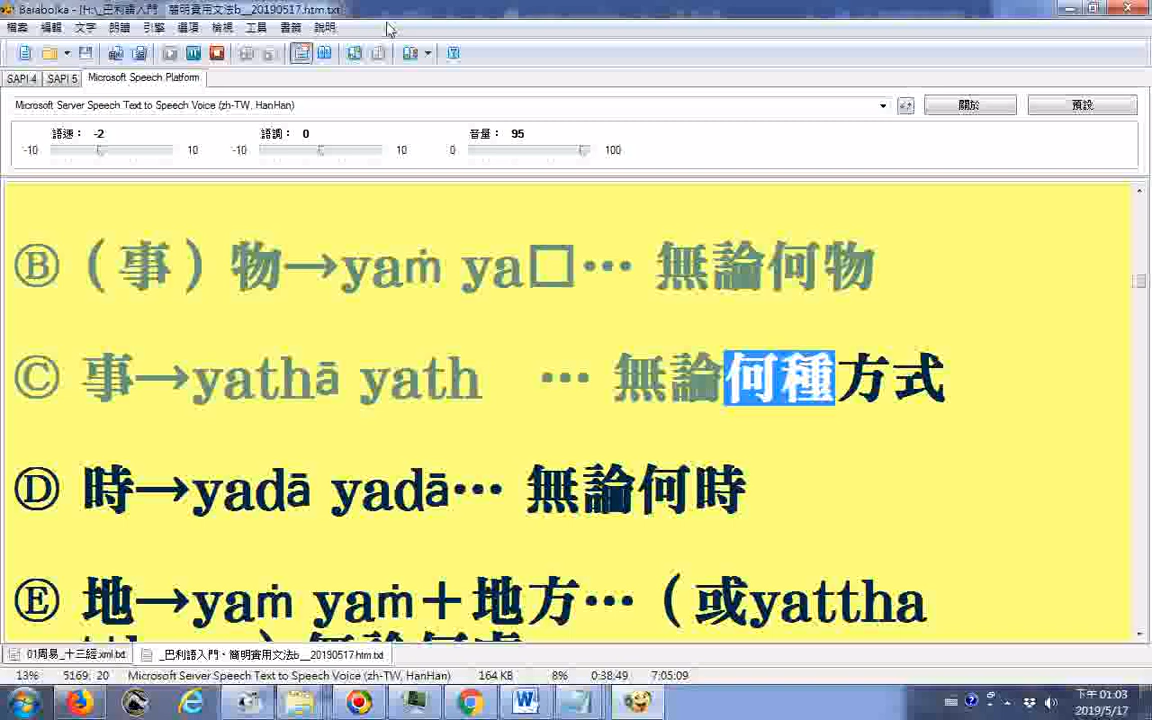 Balabolka - [H:\_巴利語入門‧簡明實用文法b__20190517.htm.txt]
檔案 編輯 文字 朗讀 引擎 選項 檢視 工具 書籤 說明
SAPI 4 SAPI 5 Microsoft Speech Platform
Microsoft Server Speech Text to Speech Voice (zh-TW, HanHan) 關於 預設
語速： -2 語調： 0 音量： 95
-10 10 -10 10 0 100
Ⓑ（事）物→yaṁ ya□… 無論何物
Ⓒ 事→yathā yath … 無論何種方式
Ⓓ 時→yadā yadā… 無論何時
Ⓔ 地→yaṁ yaṁ＋地方…（或yattha
01周易_十三經.xml.txt _巴利語入門‧簡明實用文法b__20190517.htm.txt
13% 5169, 20 Microsoft Server Speech Text to Speech Voice (zh-TW, HanHan) 164 KB 8% 0:38:49 7:05:09
下午 01:03
2019/5/17